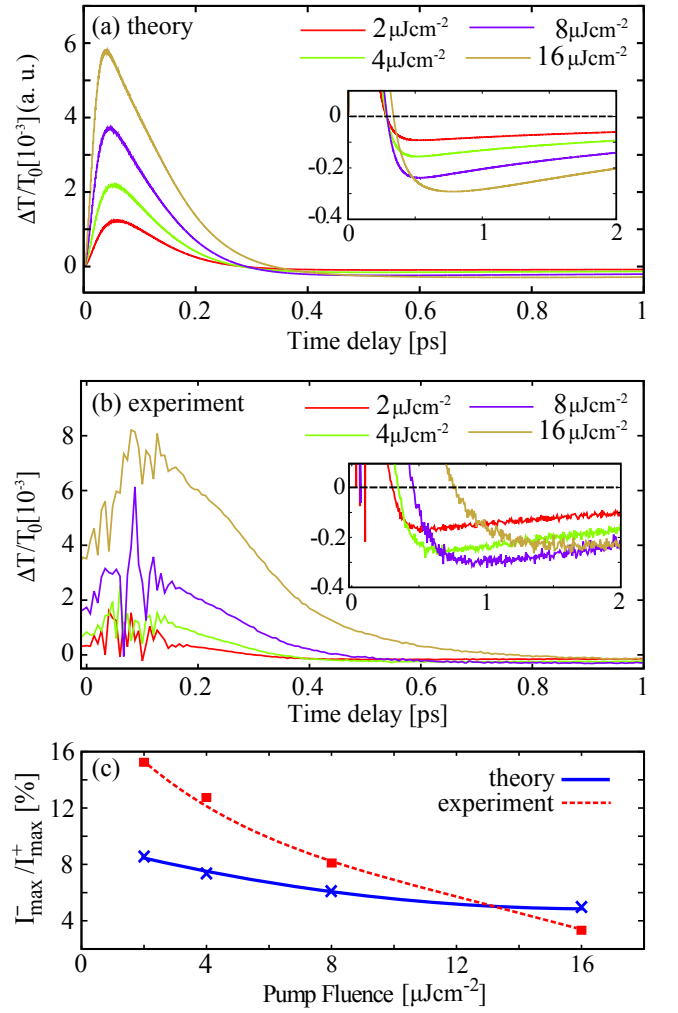 (a) theory
2 μJcm⁻² 8 μJcm⁻²
4 μJcm⁻² 16 μJcm⁻²
ΔT/T₀[10⁻³] (a. u.)
6
4
2
0
0
-0.2
-0.4
0 1 2
0 0.2 0.4 0.6 0.8 1
Time delay [ps]
(b) experiment
2 μJcm⁻² 8 μJcm⁻²
4 μJcm⁻² 16 μJcm⁻²
ΔT/T₀[10⁻³]
8
6
4
2
0
0
-0.2
-0.4
0 1 2
0 0.2 0.4 0.6 0.8 1
Time delay [ps]
(c)
theory
experiment
I⁻max/I⁺max [%]
16
12
8
4
0 4 8 12 16
Pump Fluence [μJcm⁻²]